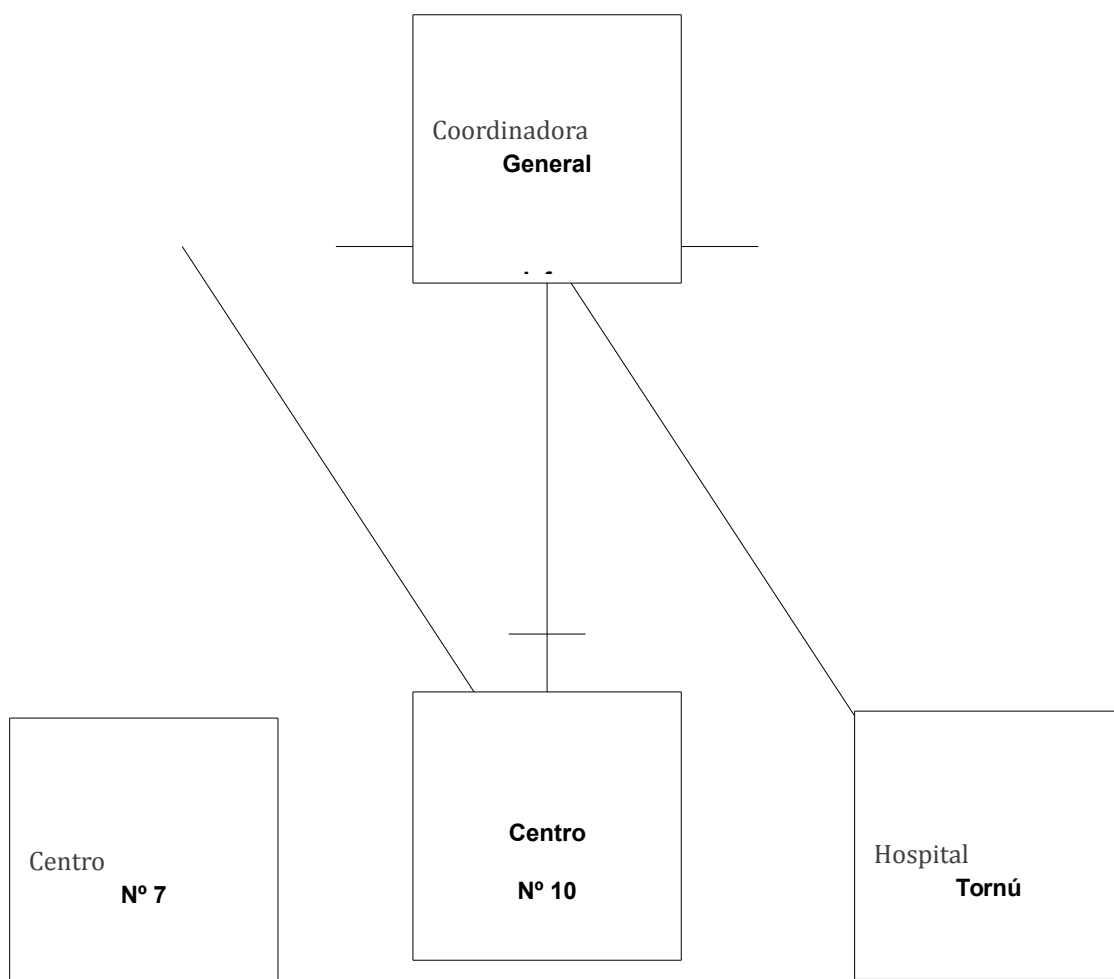 Coordinadora
General
Centro
Nº 10
Centro
Nº 7
Hospital
Tornú